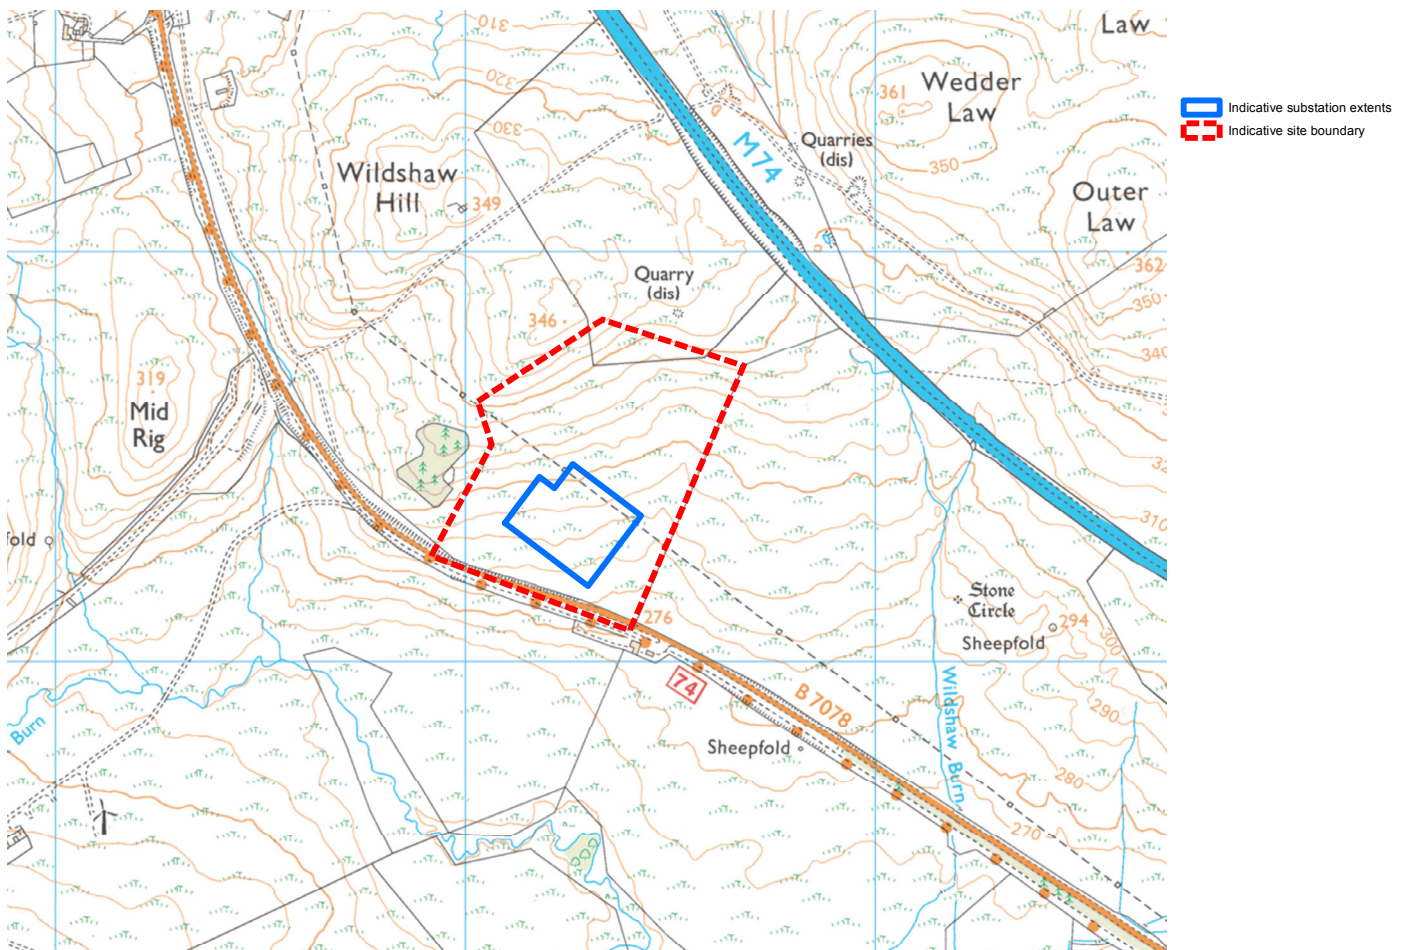 310
Law
320
Wedder
Law
361
Indicative substation extents
Indicative site boundary
330
M74
Quarries
(dis)
350
Wildshaw
Hill
349
Outer
Law
362
Quarry
(dis)
350
346
340
319
Mid
Rig
32
310
fold
Stone
Circle
294
Sheepfold
300
276
74
B 7078
Wildshaw Burn
290
Burn
Sheepfold
280
270